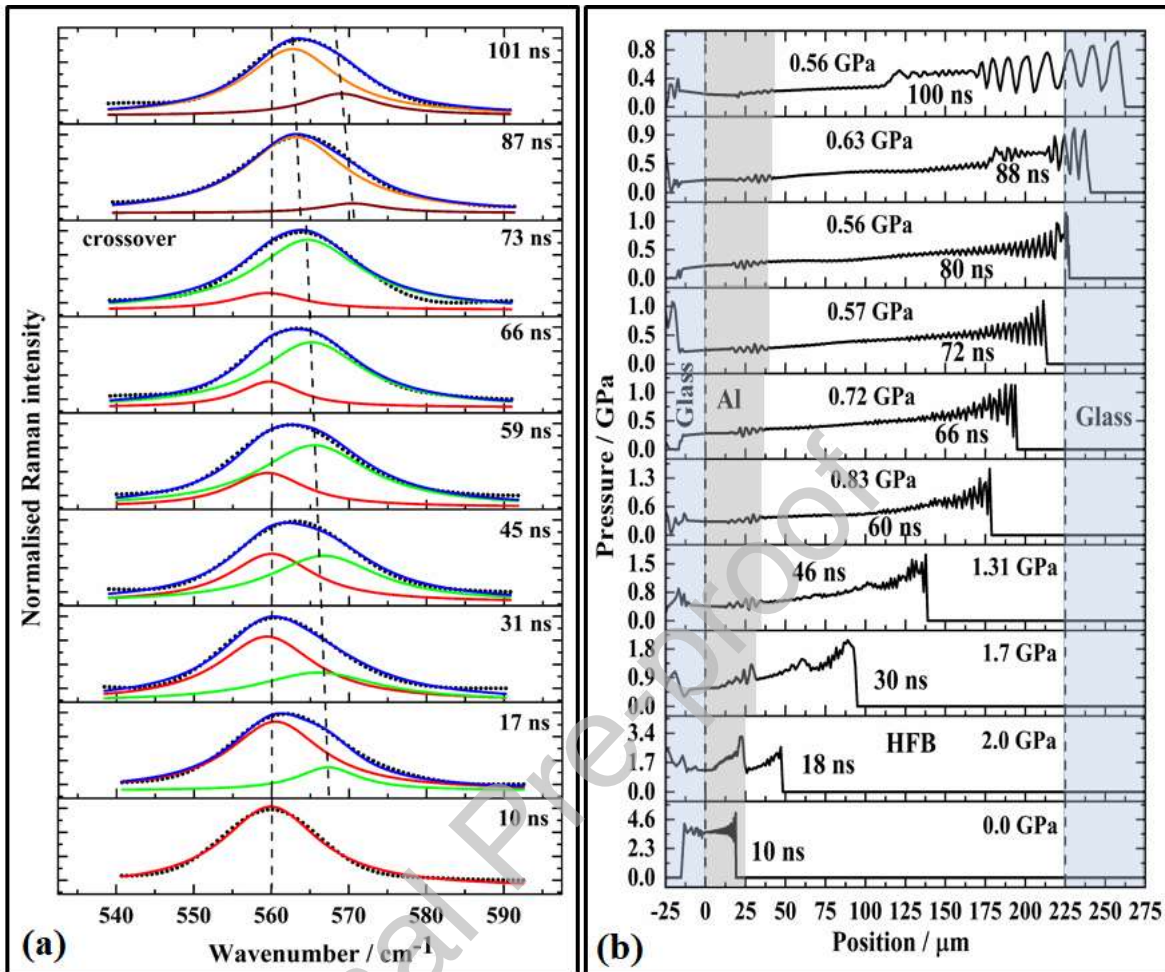 101 ns
87 ns
crossover
73 ns
66 ns
59 ns
45 ns
31 ns
17 ns
10 ns
Normalised Raman intensity
540 550 560 570 580 590
Wavenumber / cm-1
(a)
0.8
0.4
0.0
0.56 GPa
100 ns
0.9
0.5
0.0
0.63 GPa
88 ns
1.0
0.5
0.0
0.56 GPa
80 ns
1.0
0.5
0.0
0.57 GPa
72 ns
1.0
0.5
0.0
0.72 GPa
66 ns
1.3
0.6
0.0
0.83 GPa
60 ns
1.5
0.8
0.0
46 ns
1.31 GPa
1.8
0.9
0.0
1.7 GPa
30 ns
3.4
1.7
0.0
HFB
2.0 GPa
18 ns
4.6
2.3
0.0
0.0 GPa
10 ns
Glass
Al
Glass
Pressure / GPa
-25 0 25 50 75 100 125 150 175 200 225 250 275
Position / μm
(b)
nal Pre-proof